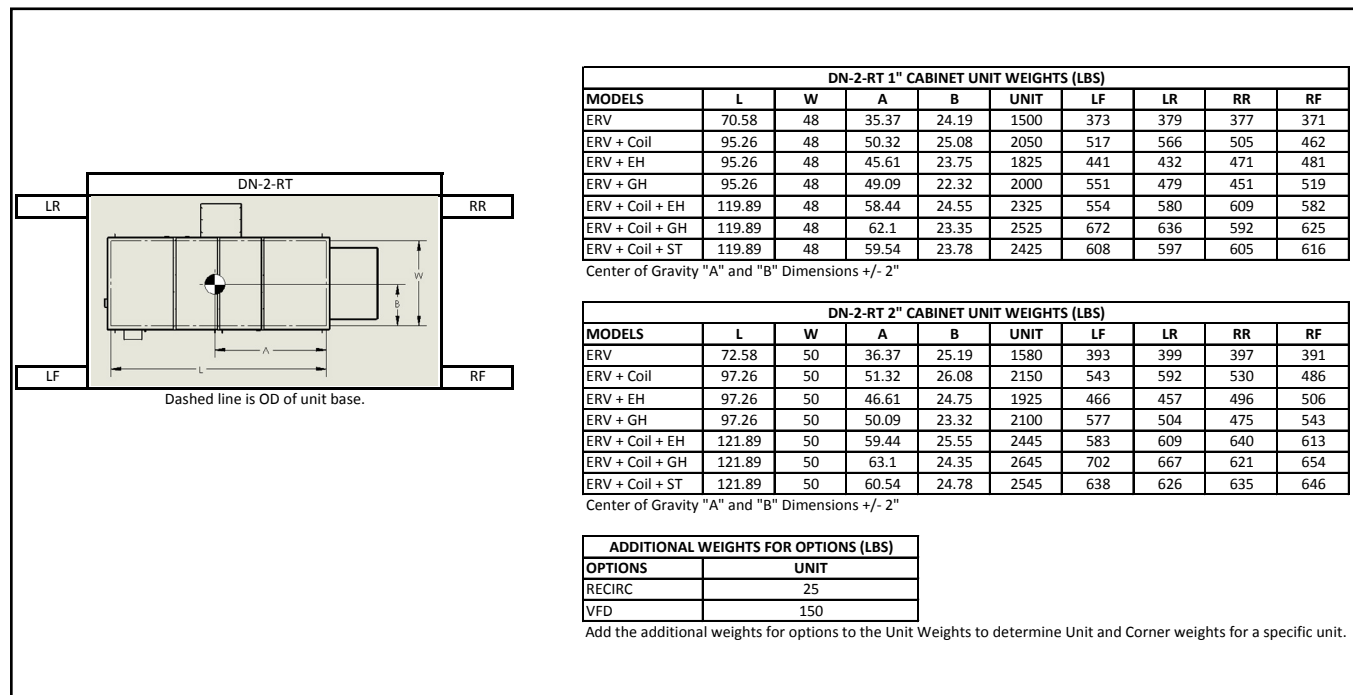 DN-2-RT
LR RR
W
B
A
L
LF RF
Dashed line is OD of unit base.
DN-2-RT 1" CABINET UNIT WEIGHTS (LBS)
MODELS L W A B UNIT LF LR RR RF
ERV 70.58 48 35.37 24.19 1500 373 379 377 371
ERV + Coil 95.26 48 50.32 25.08 2050 517 566 505 462
ERV + EH 95.26 48 45.61 23.75 1825 441 432 471 481
ERV + GH 95.26 48 49.09 22.32 2000 551 479 451 519
ERV + Coil + EH 119.89 48 58.44 24.55 2325 554 580 609 582
ERV + Coil + GH 119.89 48 62.1 23.35 2525 672 636 592 625
ERV + Coil + ST 119.89 48 59.54 23.78 2425 608 597 605 616
Center of Gravity "A" and "B" Dimensions +/- 2"
DN-2-RT 2" CABINET UNIT WEIGHTS (LBS)
MODELS L W A B UNIT LF LR RR RF
ERV 72.58 50 36.37 25.19 1580 393 399 397 391
ERV + Coil 97.26 50 51.32 26.08 2150 543 592 530 486
ERV + EH 97.26 50 46.61 24.75 1925 466 457 496 506
ERV + GH 97.26 50 50.09 23.32 2100 577 504 475 543
ERV + Coil + EH 121.89 50 59.44 25.55 2445 583 609 640 613
ERV + Coil + GH 121.89 50 63.1 24.35 2645 702 667 621 654
ERV + Coil + ST 121.89 50 60.54 24.78 2545 638 626 635 646
Center of Gravity "A" and "B" Dimensions +/- 2"
ADDITIONAL WEIGHTS FOR OPTIONS (LBS)
OPTIONS UNIT
RECIRC 25
VFD 150
Add the additional weights for options to the Unit Weights to determine Unit and Corner weights for a specific unit.